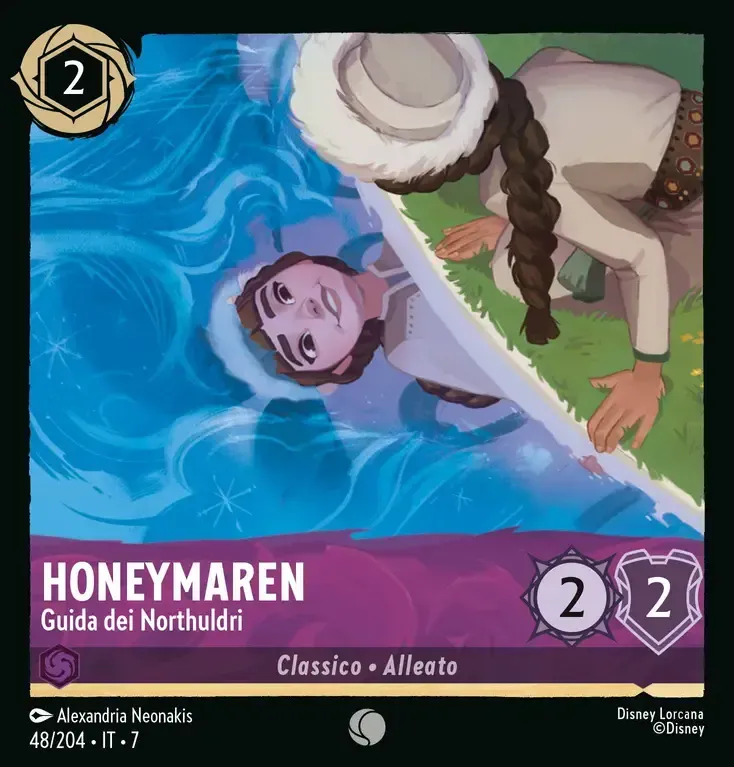 2
HONEYMAREN
Guida dei Northuldri
2
2
Classico • Alleato
Alexandria Neonakis
48/204 • IT • 7
Disney Lorcana
©Disney